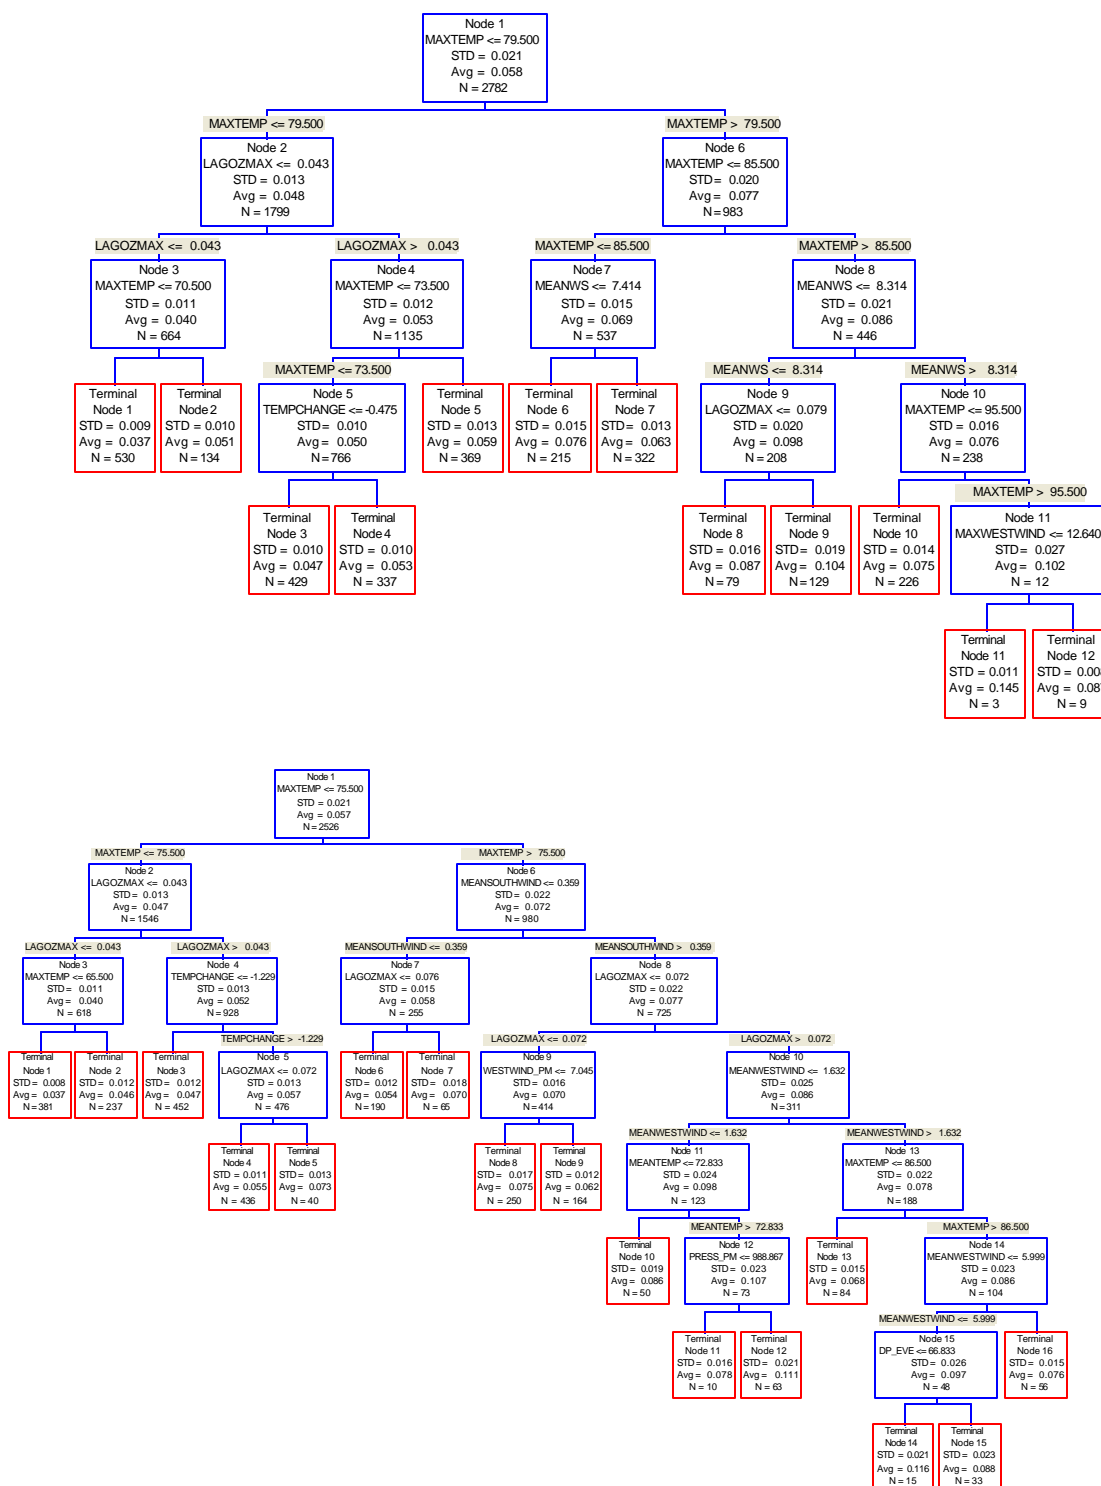 Node 1
MAXTEMP <= 79.500
STD = 0.021
Avg = 0.058
N = 2782
MAXTEMP <= 79.500
MAXTEMP > 79.500
Node 2
LAGOZMAX <= 0.043
STD = 0.013
Avg = 0.048
N = 1799
Node 6
MAXTEMP <= 85.500
STD = 0.020
Avg = 0.077
N = 983
LAGOZMAX <= 0.043
LAGOZMAX > 0.043
MAXTEMP <= 85.500
MAXTEMP > 85.500
Node 3
MAXTEMP <= 70.500
STD = 0.011
Avg = 0.040
N = 664
Node 4
MAXTEMP <= 73.500
STD = 0.012
Avg = 0.053
N = 1135
Node 7
MEANWS <= 7.414
STD = 0.015
Avg = 0.069
N = 537
Node 8
MEANWS <= 8.314
STD = 0.021
Avg = 0.086
N = 446
MAXTEMP <= 73.500
MEANWS <= 8.314
MEANWS > 8.314
Terminal
Node 1
STD = 0.009
Avg = 0.037
N = 530
Terminal
Node 2
STD = 0.010
Avg = 0.051
N = 134
Node 5
TEMPCHANGE <= -0.475
STD = 0.010
Avg = 0.050
N = 766
Terminal
Node 5
STD = 0.013
Avg = 0.059
N = 369
Terminal
Node 6
STD = 0.015
Avg = 0.076
N = 215
Terminal
Node 7
STD = 0.013
Avg = 0.063
N = 322
Node 9
LAGOZMAX <= 0.079
STD = 0.020
Avg = 0.098
N = 208
Node 10
MAXTEMP <= 95.500
STD = 0.016
Avg = 0.076
N = 238
MAXTEMP > 95.500
Terminal
Node 3
STD = 0.010
Avg = 0.047
N = 429
Terminal
Node 4
STD = 0.010
Avg = 0.053
N = 337
Terminal
Node 8
STD = 0.016
Avg = 0.087
N = 79
Terminal
Node 9
STD = 0.019
Avg = 0.104
N = 129
Terminal
Node 10
STD = 0.014
Avg = 0.075
N = 226
Node 11
MAXWESTWIND <= 12.640
STD = 0.027
Avg = 0.102
N = 12
Terminal
Node 11
STD = 0.011
Avg = 0.145
N = 3
Terminal
Node 12
STD = 0.00
Avg = 0.08
N = 9
Node 1
MAXTEMP <= 75.500
STD = 0.021
Avg = 0.057
N = 2526
MAXTEMP <= 75.500
MAXTEMP > 75.500
Node 2
LAGOZMAX <= 0.043
STD = 0.013
Avg = 0.047
N = 1546
Node 6
MEANSOUTHWIND <= 0.359
STD = 0.022
Avg = 0.072
N = 980
LAGOZMAX <= 0.043
LAGOZMAX > 0.043
MEANSOUTHWIND <= 0.359
MEANSOUTHWIND > 0.359
Node 3
MAXTEMP <= 65.500
STD = 0.011
Avg = 0.040
N = 618
Node 4
TEMPCHANGE <= -1.229
STD = 0.013
Avg = 0.052
N = 928
Node 7
LAGOZMAX <= 0.076
STD = 0.015
Avg = 0.058
N = 255
Node 8
LAGOZMAX <= 0.072
STD = 0.022
Avg = 0.077
N = 725
TEMPCHANGE > -1.229
LAGOZMAX <= 0.072
LAGOZMAX > 0.072
Terminal
Node 1
STD = 0.008
Avg = 0.037
N = 381
Terminal
Node 2
STD = 0.012
Avg = 0.046
N = 237
Terminal
Node 3
STD = 0.012
Avg = 0.047
N = 452
Node 5
LAGOZMAX <= 0.072
STD = 0.013
Avg = 0.057
N = 476
Terminal
Node 6
STD = 0.012
Avg = 0.054
N = 190
Terminal
Node 7
STD = 0.018
Avg = 0.070
N = 65
Node 9
WESTWIND_PM <= 7.045
STD = 0.016
Avg = 0.070
N = 414
Node 10
MEANWESTWIND <= 1.632
STD = 0.025
Avg = 0.086
N = 311
MEANWESTWIND <= 1.632
MEANWESTWIND > 1.632
Terminal
Node 4
STD = 0.011
Avg = 0.055
N = 436
Terminal
Node 5
STD = 0.013
Avg = 0.073
N = 40
Terminal
Node 8
STD = 0.017
Avg = 0.075
N = 250
Terminal
Node 9
STD = 0.012
Avg = 0.062
N = 164
Node 11
MEANTEMP <= 72.833
STD = 0.024
Avg = 0.098
N = 123
Node 13
MAXTEMP <= 86.500
STD = 0.022
Avg = 0.078
N = 188
MEANTEMP > 72.833
MAXTEMP > 86.500
Terminal
Node 10
STD = 0.019
Avg = 0.086
N = 50
Node 12
PRESS_PM <= 988.867
STD = 0.023
Avg = 0.107
N = 73
Terminal
Node 13
STD = 0.015
Avg = 0.068
N = 84
Node 14
MEANWESTWIND <= 5.999
STD = 0.023
Avg = 0.086
N = 104
MEANWESTWIND <= 5.999
Terminal
Node 11
STD = 0.016
Avg = 0.078
N = 10
Terminal
Node 12
STD = 0.021
Avg = 0.111
N = 63
Node 15
DP_EVE <= 66.833
STD = 0.026
Avg = 0.097
N = 48
Terminal
Node 16
STD = 0.015
Avg = 0.076
N = 56
Terminal
Node 14
STD = 0.021
Avg = 0.116
N = 15
Terminal
Node 15
STD = 0.023
Avg = 0.088
N = 33